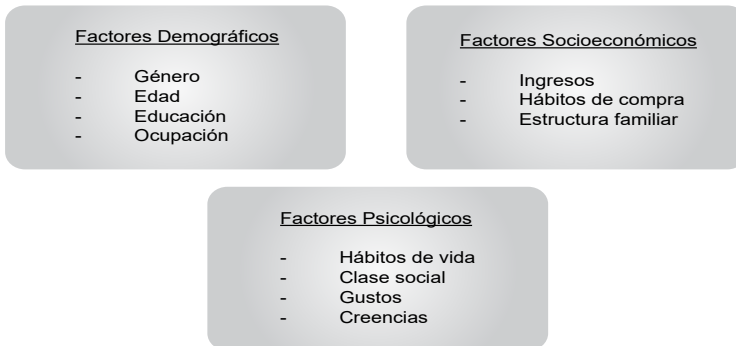 Factores Demográficos
- Género
- Edad
- Educación
- Ocupación
Factores Socioeconómicos
- Ingresos
- Hábitos de compra
- Estructura familiar
Factores Psicológicos
- Hábitos de vida
- Clase social
- Gustos
- Creencias